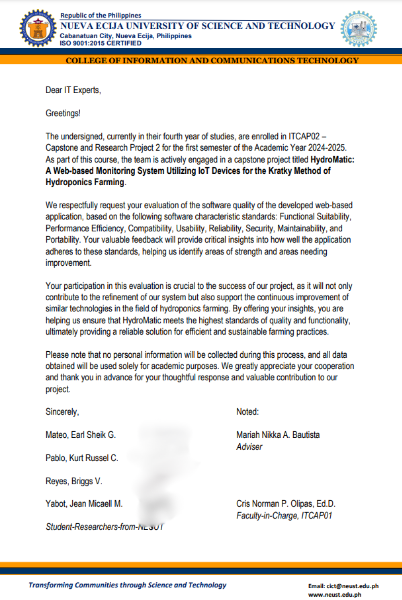 Republic of the Philippines
NUEVA ECIJA UNIVERSITY OF SCIENCE AND TECHNOLOGY
Cabanatuan City, Nueva Ecija, Philippines
ISO 9001:2015 CERTIFIED
COLLEGE OF INFORMATION AND COMMUNICATIONS TECHNOLOGY
Dear IT Experts,
Greetings!
The undersigned, currently in their fourth year of studies, are enrolled in ITCAP02 –
Capstone and Research Project 2 for the first semester of the Academic Year 2024-2025.
As part of this course, the team is actively engaged in a capstone project titled HydroMatic:
A Web-based Monitoring System Utilizing IoT Devices for the Kratky Method of
Hydroponics Farming.
We respectfully request your evaluation of the software quality of the developed web-based
application, based on the following software characteristic standards: Functional Suitability,
Performance Efficiency, Compatibility, Usability, Reliability, Security, Maintainability, and
Portability. Your valuable feedback will provide critical insights into how well the application
adheres to these standards, helping us identify areas of strength and areas needing
improvement.
Your participation in this evaluation is crucial to the success of our project, as it will not only
contribute to the refinement of our system but also support the continuous improvement of
similar technologies in the field of hydroponics farming. By offering your insights, you are
helping us ensure that HydroMatic meets the highest standards of quality and functionality,
ultimately providing a reliable solution for efficient and sustainable farming practices.
Please note that no personal information will be collected during this process, and all data
obtained will be used solely for academic purposes. We greatly appreciate your cooperation
and thank you in advance for your thoughtful response and valuable contribution to our
project.
Sincerely,
Noted:
Mateo, Earl Sheik G.
Mariah Nikka A. Bautista
Adviser
Pablo, Kurt Russel C.
Reyes, Briggs V.
Yabot, Jean Micaell M.
Cris Norman P. Olipas, Ed.D.
Student-Researchers-from-NEUST
Faculty-in-Charge, ITCAP01
Transforming Communities through Science and Technology
Email: cict@neust.edu.ph
www.neust.edu.ph